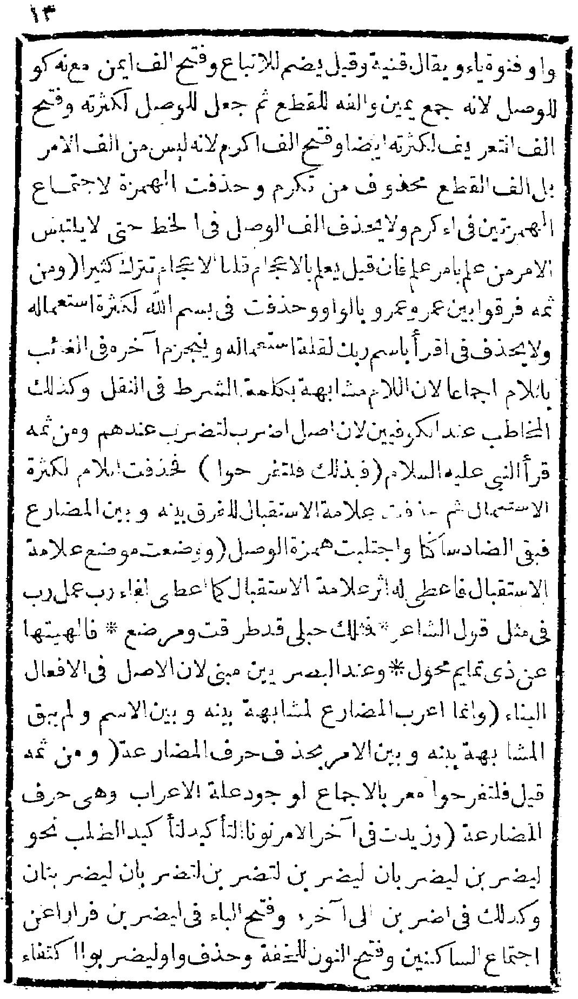 ١٣
واو فنوة ياء ويقال قنية وقيل يضم للاتباع وفتح الف ايمن مع نه كو
للوصل لانه جمع يمين والفه للقطع ثم جعل للوصل لكثرته وفتح
الف التعريف لكثرته ايضا وفتح الف اكرم لانه ليس من الف الامر
بل الف القطع محذوف من تكرم وحذفت الهمزة لاجتماع
الهمزتين فى اءكرم ولا يحذف الف الوصل فى الخط حتى لا يلتبس
الامر من علم بامر علم فان قيل يعلم بالاعجام قلنا الاعجام تترك كثيرا ( ومن
ثمه فرقوا بين عمر وعمرو بالواو وحذفت فى بسم الله لكثرة استعماله
ولا يحذف فى اقرأ باسم ربك لقلة استعماله وينجزم آخره فى الغائب
باللام اجماعا لان اللام مشابهة بكلمة الشرط فى النقل وكذلك
المخاطب عند الكوفيين لان اصل اضرب لتضرب عندهم ومن ثمه
قرأ النبى عليه السلام ( فبذلك فلتفرحوا ) فحذفت اللام لكثرة
الاستعمال ثم حذفت علامة الاستقبال للفرق بينه وبين المضارع
فبقى الضاد ساكنا واجتلبت همزة الوصل ( ووضعت موضع علامة
الاستقبال فاعطى له اثر علامة الاستقبال كما اعطى لفاء رب عمل رب
فى مثل قول الشاعر * فمثلك حبلى قد طرقت ومرضع * فالهيتها
عن ذى تمايم محول * وعند البصريين مبنى لان الاصل فى الافعال
البناء ( وانما اعرب المضارع لمشابهة بينه وبين الاسم ولم يبق
المشابهة بينه وبين الامر بحذف حرف المضارعة ( ومن ثمه
قيل فلتفرحوا معرب بالاجماع لوجود علة الاعراب وهى حرف
المضارعة ( وزيدت فى آخر الامر نونا التأكيد لتأكيد الطلب نحو
ليضربن ليضربان ليضربن لتضربن لتضربان ليضربنان
وكذلك فى اضربن الى آخره وفتح الباء فى ليضربن فرارا عن
اجتماع الساكنين وفتح النون للخفة وحذف واو ليضربوا اكتفاء